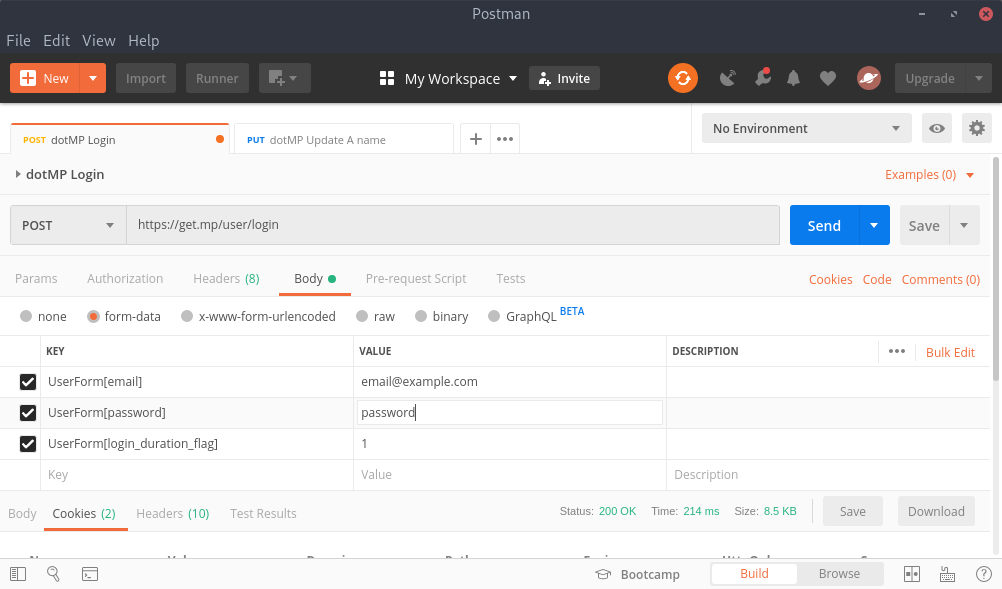 Postman
File Edit View Help
New Import Runner My Workspace Invite Upgrade
POST dotMP Login PUT dotMP Update A name No Environment
dotMP Login Examples (0)
POST https://get.mp/user/login Send Save
Params Authorization Headers (8) Body Pre-request Script Tests Cookies Code Comments (0)
none form-data x-www-form-urlencoded raw binary GraphQL BETA
KEY VALUE DESCRIPTION Bulk Edit
UserForm[email] email@example.com
UserForm[password] password
UserForm[login_duration_flag] 1
Key Value Description
Body Cookies (2) Headers (10) Test Results Status: 200 OK Time: 214 ms Size: 8.5 KB Save Download
Bootcamp Build Browse